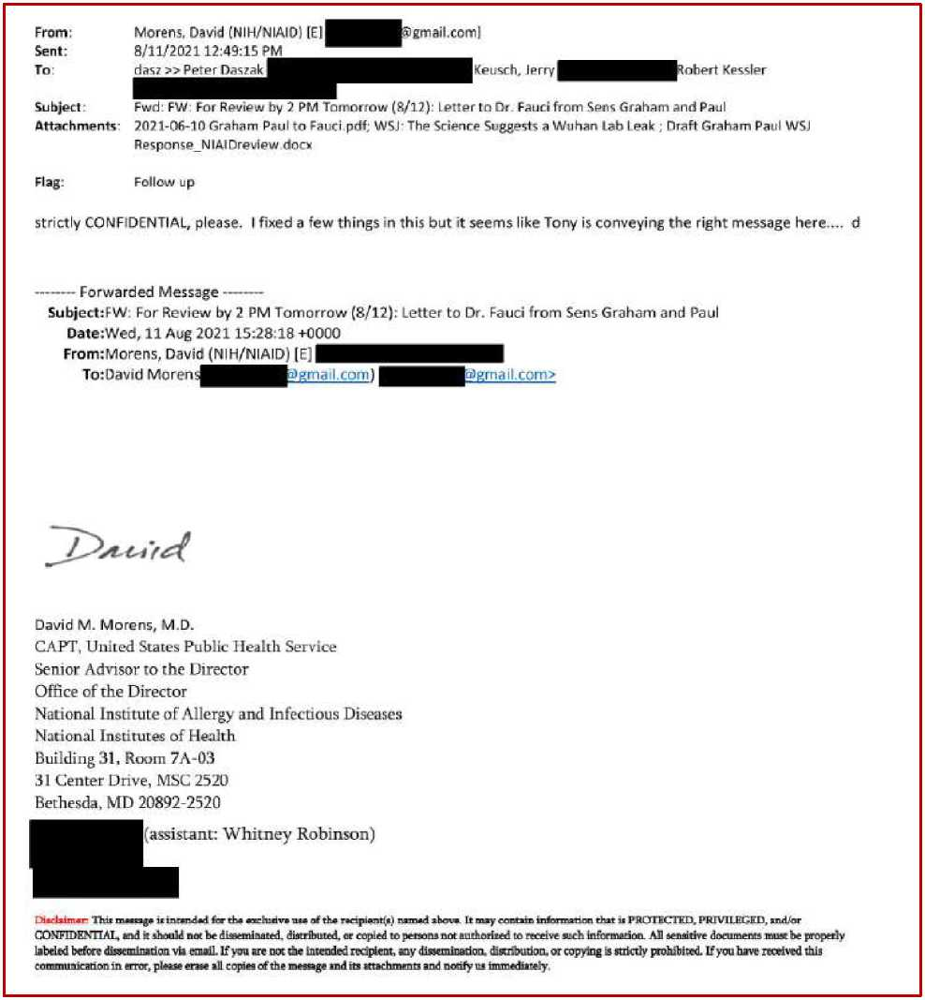 From: Morens, David (NIH/NIAID) [E] @gmail.com]
Sent: 8/11/2021 12:49:15 PM
To: dasz >> Peter Daszak Keusch, Jerry Robert Kessler
Subject: Fwd: FW: For Review by 2 PM Tomorrow (8/12): Letter to Dr. Fauci from Sens Graham and Paul
Attachments: 2021-06-10 Graham Paul to Fauci.pdf; WSJ: The Science Suggests a Wuhan Lab Leak ; Draft Graham Paul WSJ
Response_NIAIDreview.docx
Flag: Follow up
strictly CONFIDENTIAL, please. I fixed a few things in this but it seems like Tony is conveying the right message here.... d
-------- Forwarded Message --------
Subject:FW: For Review by 2 PM Tomorrow (8/12): Letter to Dr. Fauci from Sens Graham and Paul
Date:Wed, 11 Aug 2021 15:28:18 +0000
From:Morens, David (NIH/NIAID) [E]
To:David Morens @gmail.com) @gmail.com>
David
David M. Morens, M.D.
CAPT, United States Public Health Service
Senior Advisor to the Director
Office of the Director
National Institute of Allergy and Infectious Diseases
National Institutes of Health
Building 31, Room 7A-03
31 Center Drive, MSC 2520
Bethesda, MD 20892-2520
(assistant: Whitney Robinson)
Disclaimer: This message is intended for the exclusive use of the recipient(s) named above. It may contain information that is PROTECTED, PRIVILEGED, and/or
CONFIDENTIAL, and it should not be disseminated, distributed, or copied to persons not authorized to receive such information. All sensitive documents must be properly
labeled before dissemination via email. If you are not the intended recipient, any dissemination, distribution, or copying is strictly prohibited. If you have received this
communication in error, please erase all copies of the message and its attachments and notify us immediately.